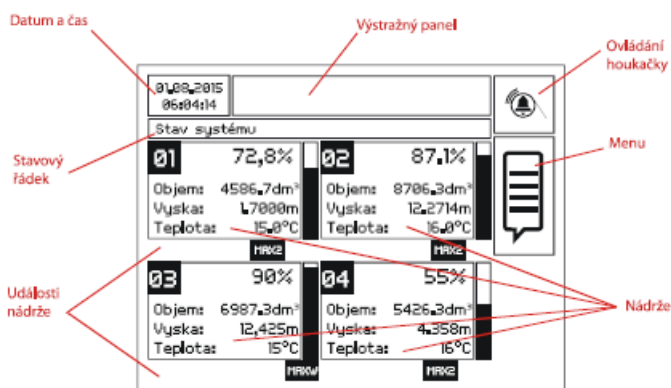 Datum a čas
Výstražný panel
Ovládání
houkačky
01.08.2015
06:04:14
Stav systému
Stavový
řádek
Menu
01 72,8%
Objem: 4586.7dm³
Vyska: 1.7000m
Teplota: 15.0°C
MAX2
02 87.1%
Objem: 8706.3dm³
Vyska: 12.2714m
Teplota: 16.0°C
MAX2
Události
nádrže
03 90%
Objem: 6987.3dm³
Vyska: 12,425m
Teplota: 15°C
MAXW
04 55%
Objem: 5426.3dm³
Vyska: 4.358m
Teplota: 16°C
MAX2
Nádrže